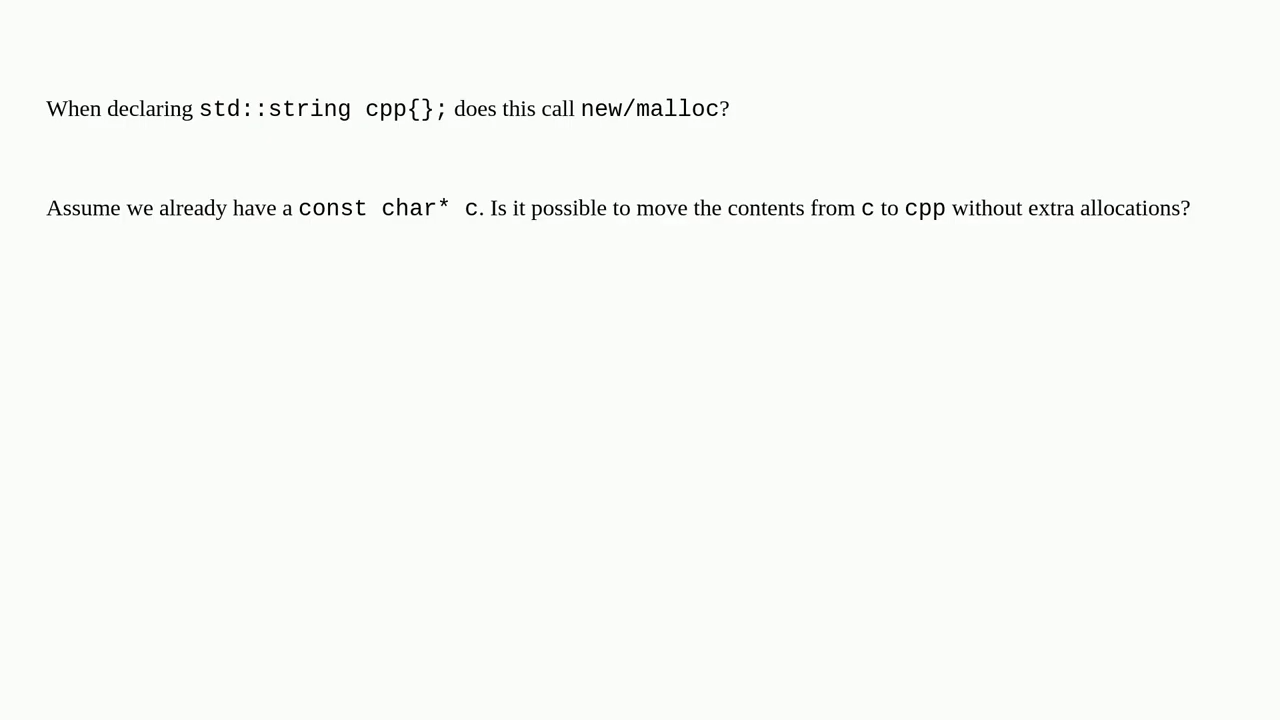 When declaring std::string cpp{}; does this call new/malloc?
Assume we already have a const char* c. Is it possible to move the contents from c to cpp without extra allocations?